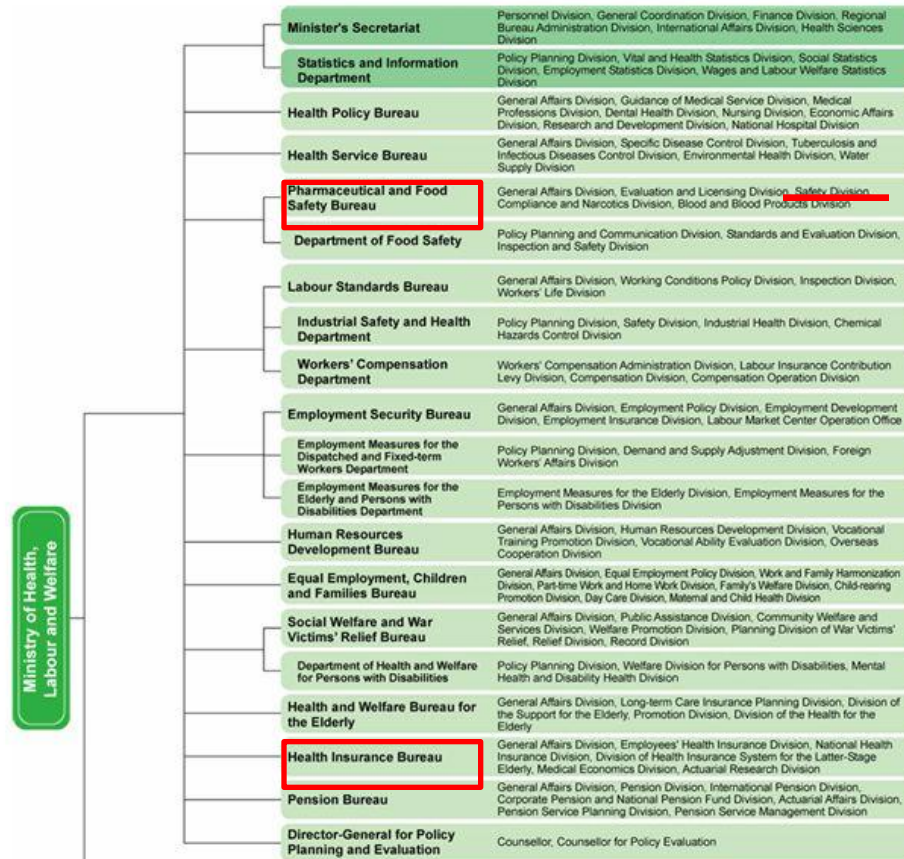 Ministry of Health,
Labour and Welfare
Minister's Secretariat
Personnel Division, General Coordination Division, Finance Division, Regional
Bureau Administration Division, International Affairs Division, Health Sciences
Division
Statistics and Information
Department
Policy Planning Division, Vital and Health Statistics Division, Social Statistics
Division, Employment Statistics Division, Wages and Labour Welfare Statistics
Division
Health Policy Bureau
General Affairs Division, Guidance of Medical Service Division, Medical
Professions Division, Dental Health Division, Nursing Division, Economic Affairs
Division, Research and Development Division, National Hospital Division
Health Service Bureau
General Affairs Division, Specific Disease Control Division, Tuberculosis and
Infectious Diseases Control Division, Environmental Health Division, Water
Supply Division
Pharmaceutical and Food
Safety Bureau
General Affairs Division, Evaluation and Licensing Division, Safety Division
Compliance and Narcotics Division, Blood and Blood Products Division
Department of Food Safety
Policy Planning and Communication Division, Standards and Evaluation Division,
Inspection and Safety Division
Labour Standards Bureau
General Affairs Division, Working Conditions Policy Division, Inspection Division,
Workers' Life Division
Industrial Safety and Health
Department
Policy Planning Division, Safety Division, Industrial Health Division, Chemical
Hazards Control Division
Workers' Compensation
Department
Workers' Compensation Administration Division, Labour Insurance Contribution
Levy Division, Compensation Division, Compensation Operation Division
Employment Security Bureau
General Affairs Division, Employment Policy Division, Employment Development
Division, Employment Insurance Division, Labour Market Center Operation Office
Employment Measures for the
Dispatched and Fixed-term
Workers Department
Policy Planning Division, Demand and Supply Adjustment Division, Foreign
Workers' Affairs Division
Employment Measures for the
Elderly and Persons with
Disabilities Department
Employment Measures for the Elderly Division, Employment Measures for the
Persons with Disabilities Division
Human Resources
Development Bureau
General Affairs Division, Human Resources Development Division, Vocational
Training Promotion Division, Vocational Ability Evaluation Division, Overseas
Cooperation Division
Equal Employment, Children
and Families Bureau
General Affairs Division, Equal Employment Policy Division, Work and Family Harmonization
Division, Part-time Work and Home Work Division, Family's Welfare Division, Child-rearing
Promotion Division, Day Care Division, Maternal and Child Health Division
Social Welfare and War
Victims' Relief Bureau
General Affairs Division, Public Assistance Division, Community Welfare and
Services Division, Welfare Promotion Division, Planning Division of War Victims'
Relief, Relief Division, Record Division
Department of Health and Welfare
for Persons with Disabilities
Policy Planning Division, Welfare Division for Persons with Disabilities, Mental
Health and Disability Health Division
Health and Welfare Bureau for
the Elderly
General Affairs Division, Long-term Care Insurance Planning Division, Division of
the Support for the Elderly, Promotion Division, Division of the Health for the
Elderly
Health Insurance Bureau
General Affairs Division, Employees' Health Insurance Division, National Health
Insurance Division, Division of Health Insurance System for the Latter-Stage
Elderly, Medical Economics Division, Actuarial Research Division
Pension Bureau
General Affairs Division, Pension Division, International Pension Division,
Corporate Pension and National Pension Fund Division, Actuarial Affairs Division,
Pension Service Planning Division, Pension Service Management Division
Director-General for Policy
Planning and Evaluation
Counsellor, Counsellor for Policy Evaluation